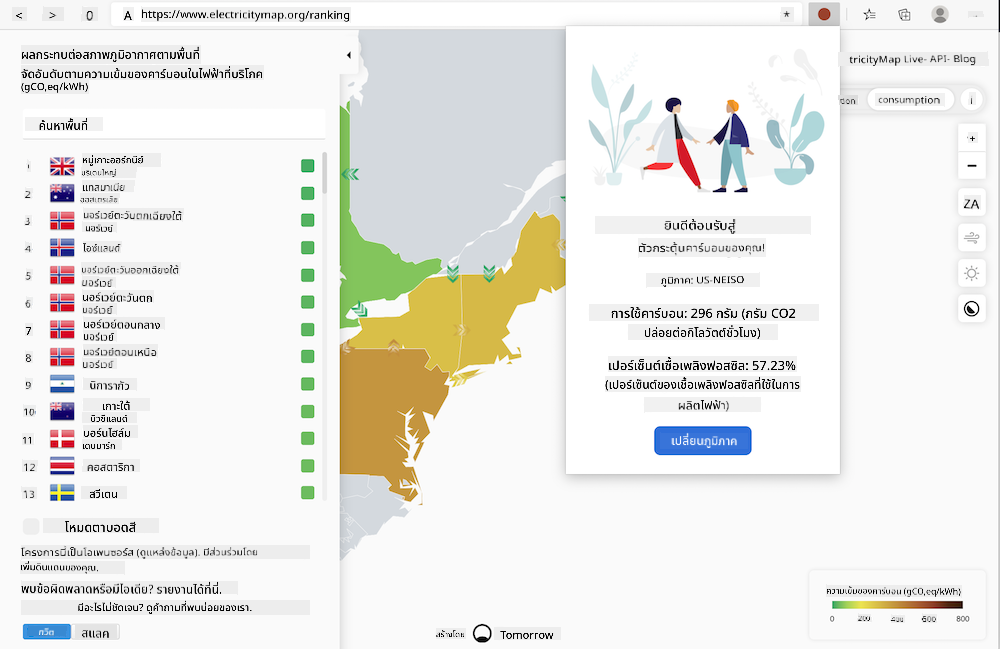 https://www.electricitymap.org/ranking
ผลกระทบต่อสภาพภูมิอากาศตามพื้นที่
จัดอันดับตามความเข้มของคาร์บอนในไฟฟ้าที่บริโภค
(gCO,eq/kWh)
ค้นหาพื้นที่
หมู่เกาะออร์กนีย์
บริเตนใหญ่
2 แทสมาเนีย
ออสเตรเลีย
3 นอร์เวย์ตะวันตกเฉียงใต้
นอร์เวย์
4 ไอซ์แลนด์
5 นอร์เวย์ตะวันออกเฉียงใต้
นอร์เวย์
6 นอร์เวย์ตะวันตก
นอร์เวย์
7 นอร์เวย์ตอนกลาง
นอร์เวย์
8 นอร์เวย์ตอนเหนือ
นอร์เวย์
9 นิการากัว
10 เกาะใต้
นิวซีแลนด์
11 บอร์นโฮล์ม
เดนมาร์ก
12 คอสตาริกา
13 สวีเดน
โหมดตาบอดสี
โครงการนี้เป็นโอเพนซอร์ส (ดูแหล่งข้อมูล). มีส่วนร่วมโดย
เพิ่มดินแดนของคุณ.
พบข้อผิดพลาดหรือมีไอเดีย? รายงานได้ที่นี่.
มีอะไรไม่ชัดเจน? ดูคำถามที่พบบ่อยของเรา.
ทวีต สแลค
ยินดีต้อนรับสู่
ตัวกระตุ้นคาร์บอนของคุณ!
ภูมิภาค: US-NEISO
การใช้คาร์บอน: 296 กรัม (กรัม CO2
ปล่อยต่อกิโลวัตต์ชั่วโมง)
เปอร์เซ็นต์เชื้อเพลิงฟอสซิล: 57.23%
(เปอร์เซ็นต์ของเชื้อเพลิงฟอสซิลที่ใช้ในการ
ผลิตไฟฟ้า)
เปลี่ยนภูมิภาค
tricityMap Live- API- Blog
consumption i
+
−
ZA
ความเข้มของคาร์บอน (gCO,eq/kWh)
0 200 400 600 800
สร้างโดย Tomorrow